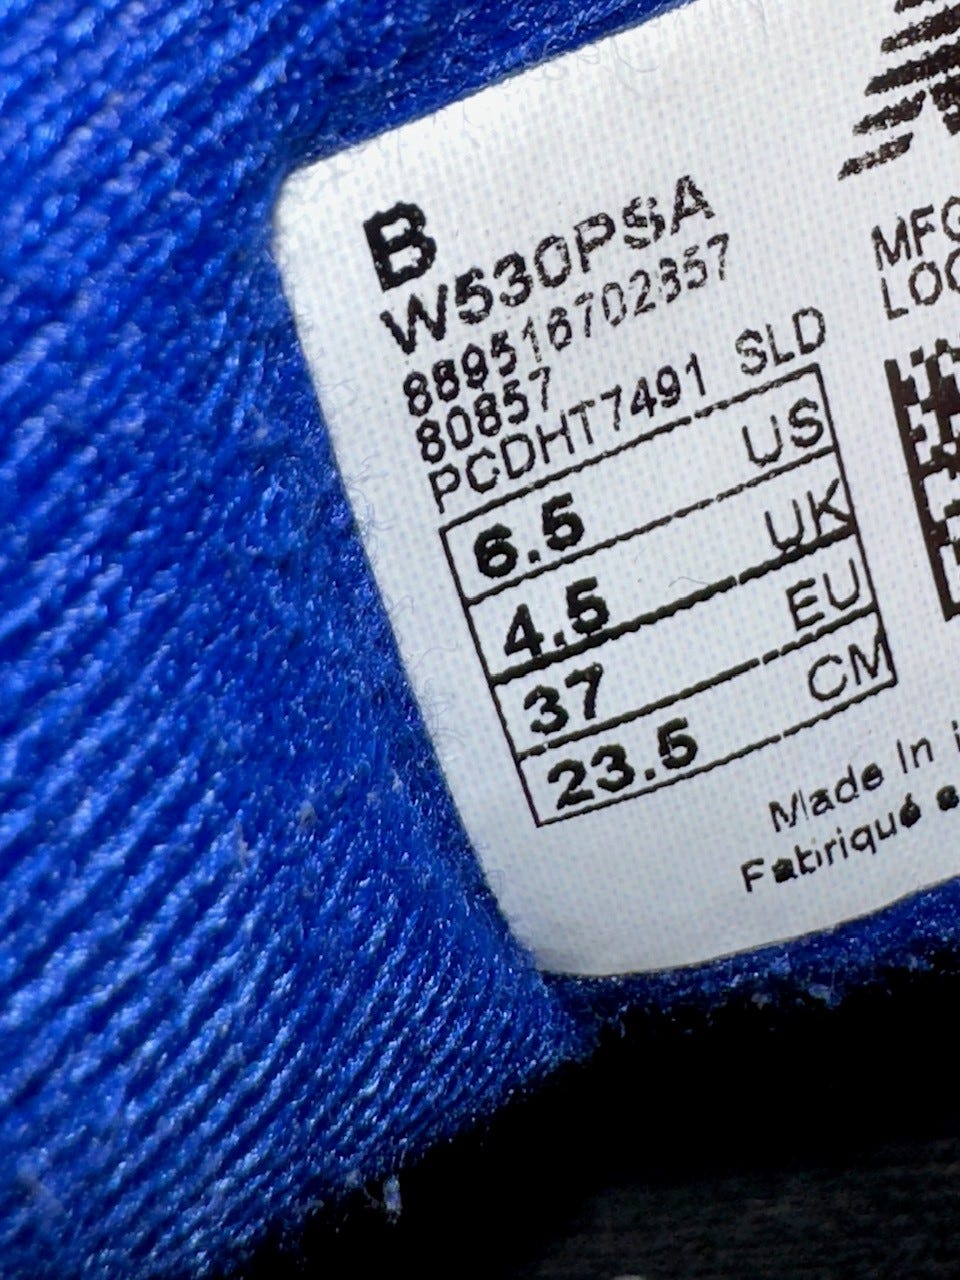 B
W530PSA
889516702357
80857
PCDHT7491 SLD
6.5 US
4.5 UK
37 EU
23.5 CM
Made In
Fabriqué
MFG
LOC